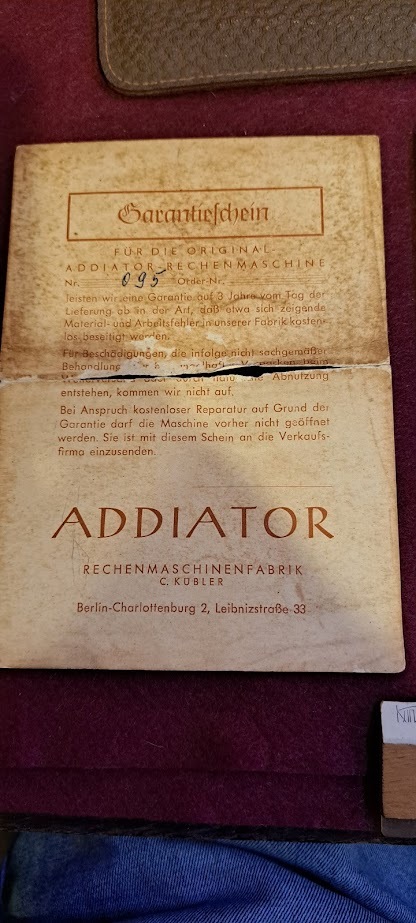 Garantieschein
FÜR DIE ORIGINAL
ADDIATOR-RECHENMASCHINE
Nr. 095 Order-Nr.
leisten wir eine Garantie auf 3 Jahre vom Tag der
Lieferung ab in der Art, daß etwa sich zeigende
Material- und Arbeitsfehler in unserer Fabrik kosten-
los beseitigt werden.
Für Beschädigungen, die infolge nicht sachgemäßer
Behandlung
Abnutzung
entstehen, kommen wir nicht auf.
Bei Anspruch kostenloser Reparatur auf Grund der
Garantie darf die Maschine vorher nicht geöffnet
werden. Sie ist mit diesem Schein an die Verkaufs-
firma einzusenden.
ADDIATOR
RECHENMASCHINENFABRIK
C. KÜBLER
Berlin-Charlottenburg 2, Leibnizstraße 33